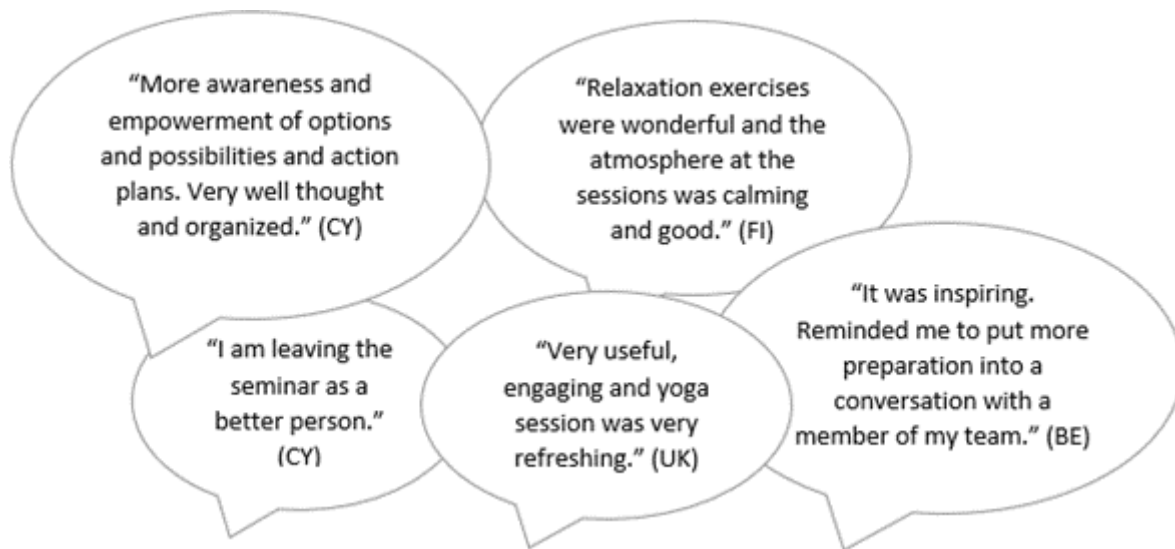 “More awareness and
empowerment of options
and possibilities and action
plans. Very well thought
and organized.” (CY)
“Relaxation exercises
were wonderful and the
atmosphere at the
sessions was calming
and good.” (FI)
“I am leaving the
seminar as a
better person.”
(CY)
“Very useful,
engaging and yoga
session was very
refreshing.” (UK)
“It was inspiring.
Reminded me to put more
preparation into a
conversation with a
member of my team.” (BE)